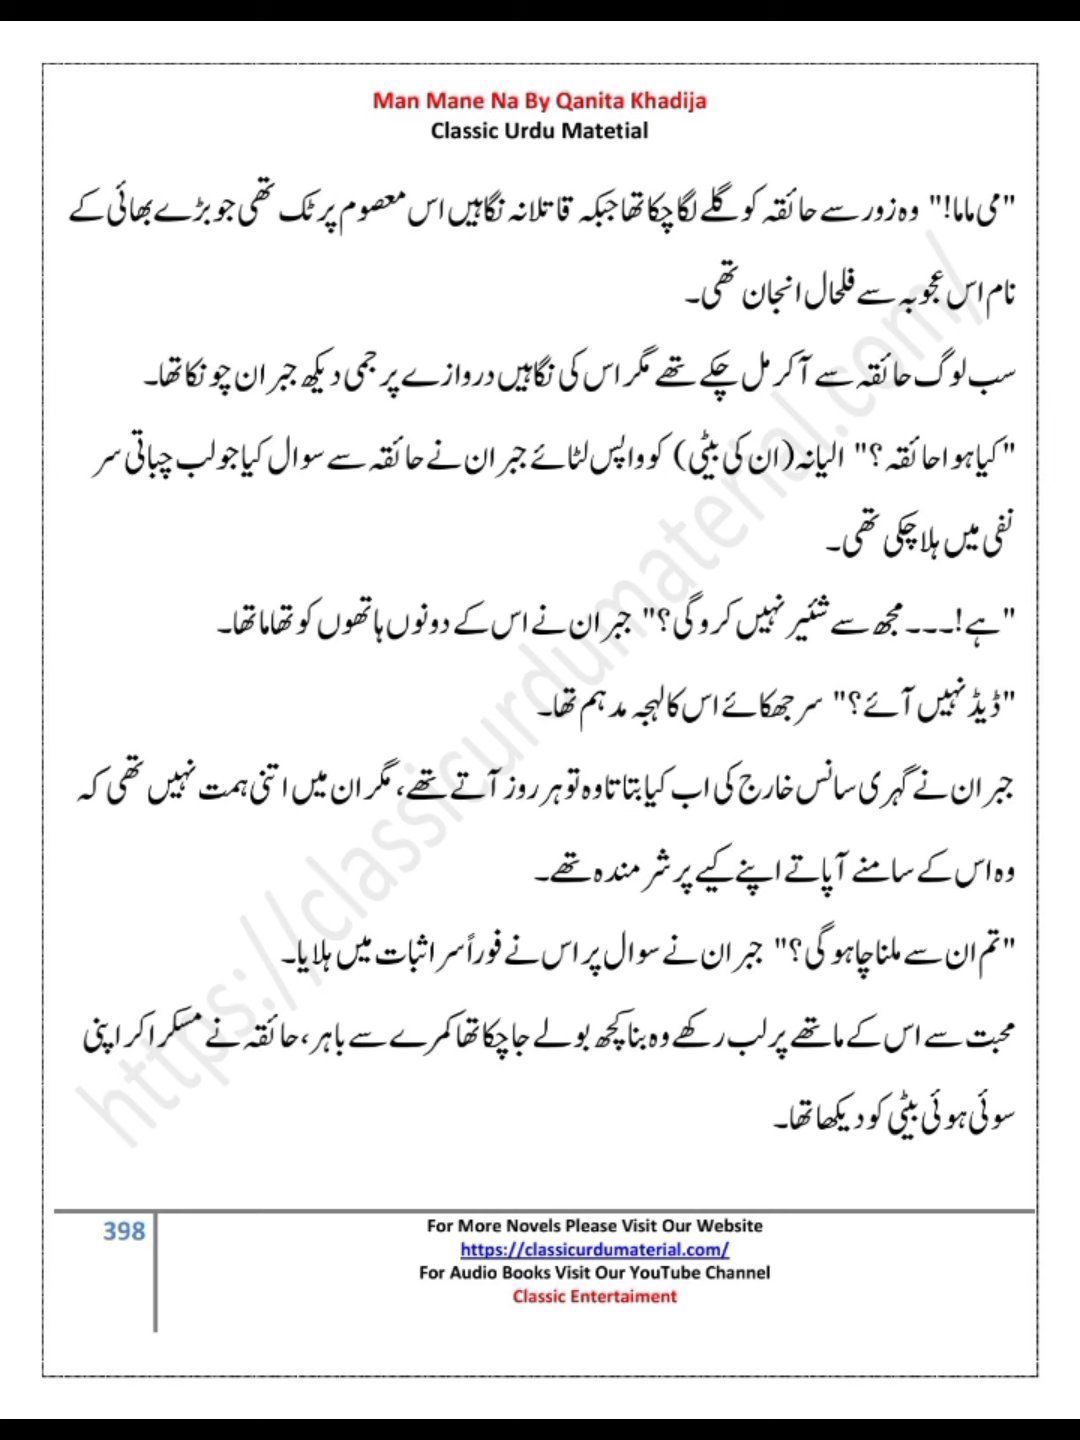 Man Mane Na By Qanita Khadija
Classic Urdu Matetial
"می ماما!" وہ زور سے حائقہ کو گلے لگا چکا تھا جبکہ قاتلانہ نگاہیں اس معصوم پر ٹک تھی جو بڑے بھائی کے
نام اس عجوبہ سے فلحال انجان تھی۔
سب لوگ حائقہ سے آکر مل چکے تھے مگر اس کی نگاہیں دروازے پر جمی دیکھ جبران چونکا تھا۔
"کیا ہوا حائقہ؟" الیانہ (ان کی بیٹی) کو واپس لٹائے جبران نے حائقہ سے سوال کیا جو لب چباتی سر
نفی میں ہلا چکی تھی۔
"ہے!۔۔۔ مجھ سے شئیر نہیں کرو گی؟" جبران نے اس کے دونوں ہاتھوں کو تھاما تھا۔
"ڈیڈ نہیں آئے؟" سر جھکائے اس کا لہجہ مدہم تھا۔
جبران نے گہری سانس خارج کی اب کیا بتاتا وہ تو ہر روز آتے تھے، مگر ان میں اتنی ہمت نہیں تھی کہ
وہ اس کے سامنے آپاتے اپنے کیے پر شرمندہ تھے۔
"تم ان سے ملنا چاہو گی؟" جبران نے سوال پر اس نے فوراً سر اثبات میں ہلایا۔
محبت سے اس کے ماتھے پر لب رکھے وہ بنا کچھ بولے جاچکا تھا کمرے سے باہر، حائقہ نے مسکرا کر اپنی
سوئی ہوئی بیٹی کو دیکھا تھا۔
https://classicurdumaterial.com/
398
For More Novels Please Visit Our Website
https://classicurdumaterial.com/
For Audio Books Visit Our YouTube Channel
Classic Entertaiment